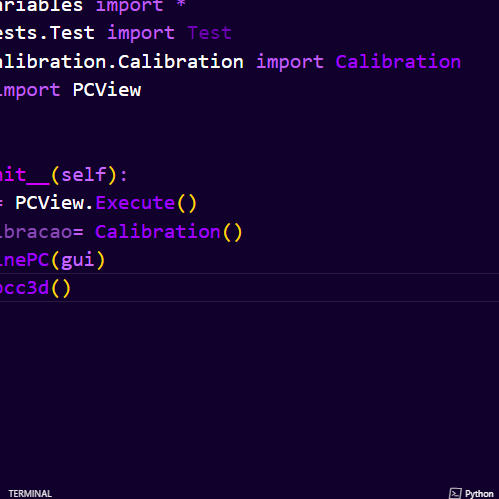 ariables import *
ests.Test import Test
alibration.Calibration import Calibration
import PCView
nit__(self):
= PCView.Execute()
ibracao= Calibration()
inePC(gui)
occ3d()
TERMINAL
Python